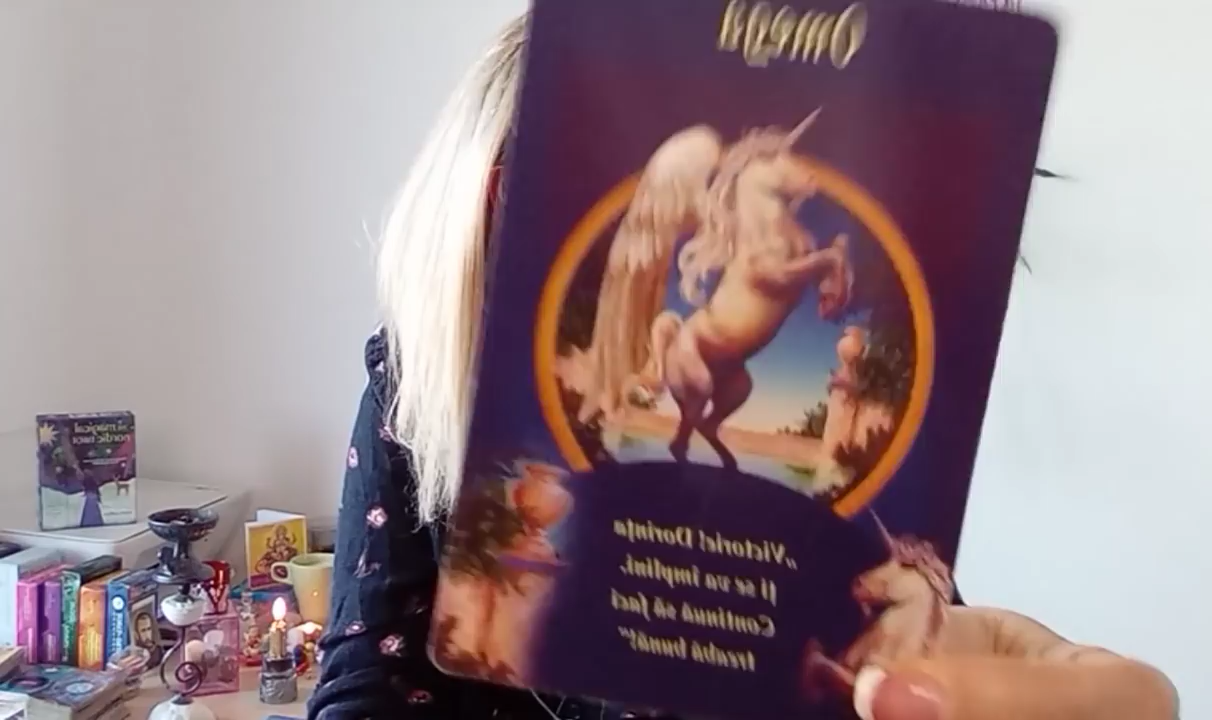 Omega
„Victorie! Dorința
ți se va împlini.
Continuă să faci
treabă bună!”
magical
nordic tarot